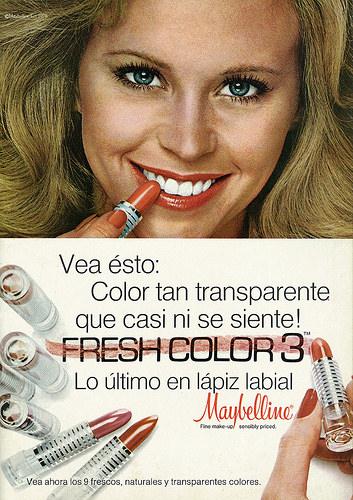 Vea ésto:
Color tan transparente
que casi ni se siente!
FRESH COLOR 3™
Lo último en lápiz labial
Maybelline®
Fine make-up, sensibly priced.
Vea ahora los 9 frescos, naturales y transparentes colores.